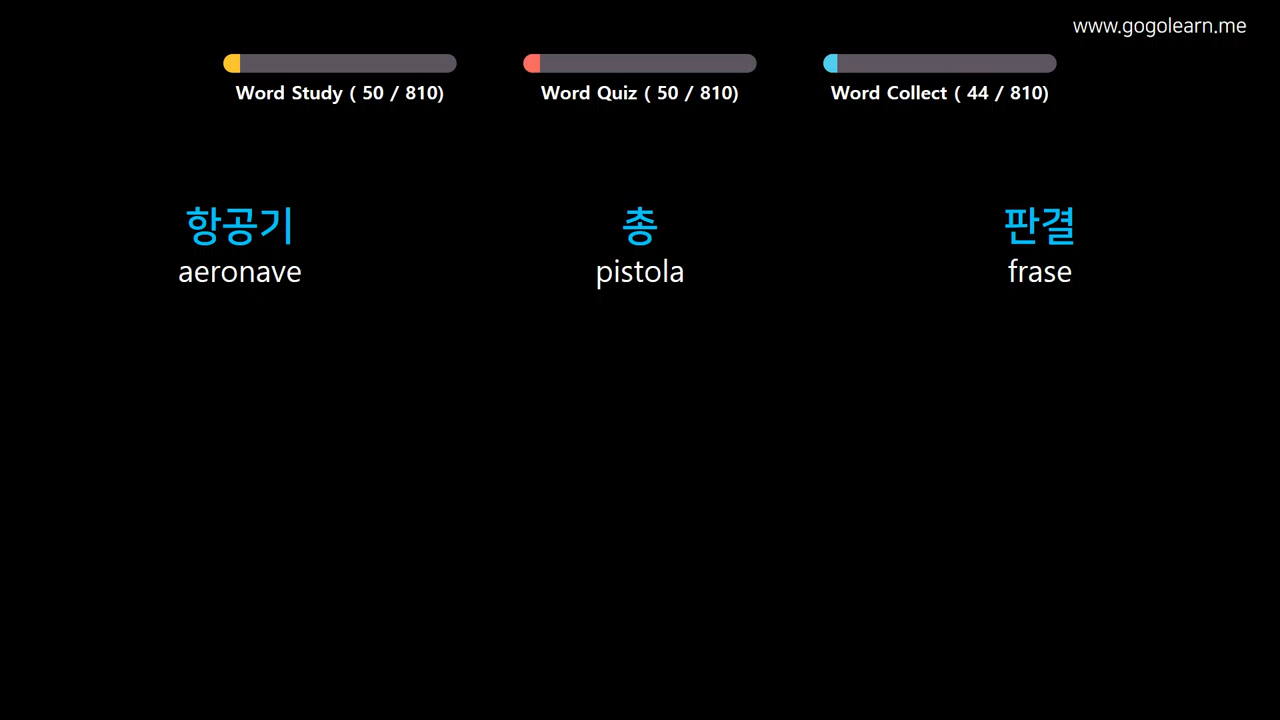 www.gogolearn.me
Word Study ( 50 / 810)
Word Quiz ( 50 / 810)
Word Collect ( 44 / 810)
항공기
aeronave
총
pistola
판결
frase